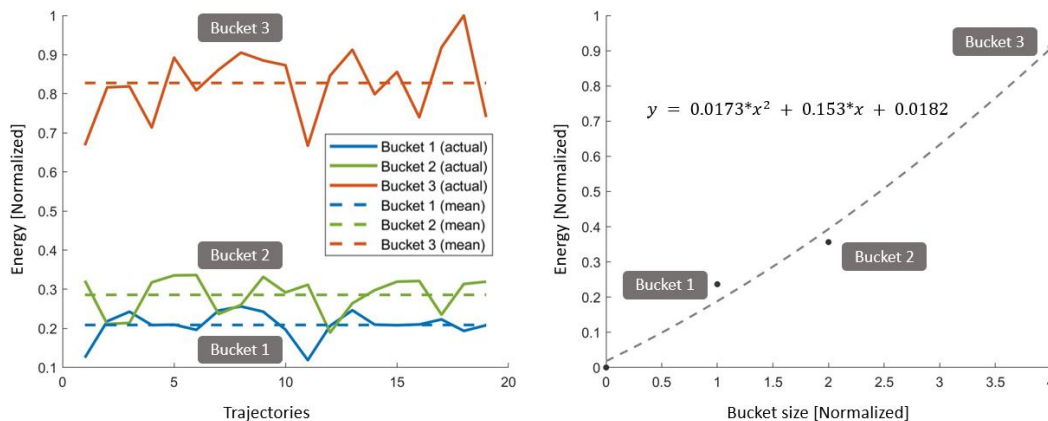 Bucket 3
1
0.9
0.8
0.7
0.6
0.5
0.4
0.3
0.2
0.1
Energy [Normalized]
Bucket 1 (actual)
Bucket 2 (actual)
Bucket 3 (actual)
Bucket 1 (mean)
Bucket 2 (mean)
Bucket 3 (mean)
Bucket 2
Bucket 1
0
5
10
15
20
Trajectories
1
0.9
0.8
0.7
0.6
0.5
0.4
0.3
0.2
0.1
0
Energy [Normalized]
Bucket 3
y = 0.0173*x² + 0.153*x + 0.0182
Bucket 2
Bucket 1
0
0.5
1
1.5
2
2.5
3
3.5
Bucket size [Normalized]